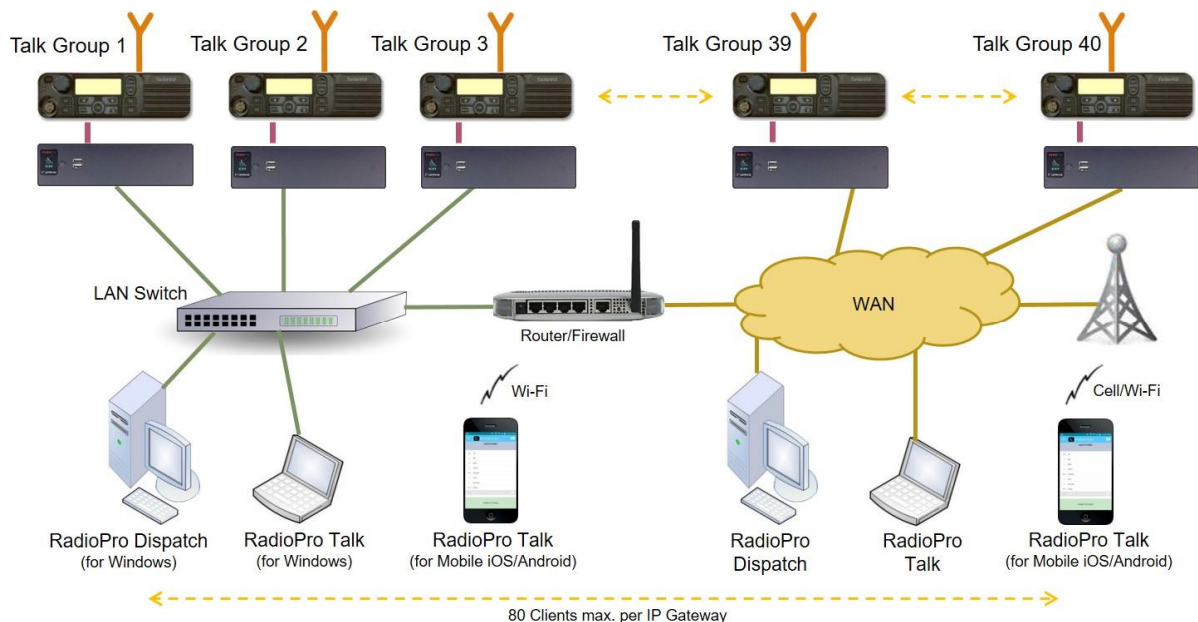 Talk Group 1
Talk Group 2
Talk Group 3
Talk Group 39
Talk Group 40
LAN Switch
Router/Firewall
WAN
Wi-Fi
Cell/Wi-Fi
RadioPro Dispatch
(for Windows)
RadioPro Talk
(for Windows)
RadioPro Talk
(for Mobile iOS/Android)
RadioPro
Dispatch
RadioPro
Talk
RadioPro Talk
(for Mobile iOS/Android)
80 Clients max. per IP Gateway